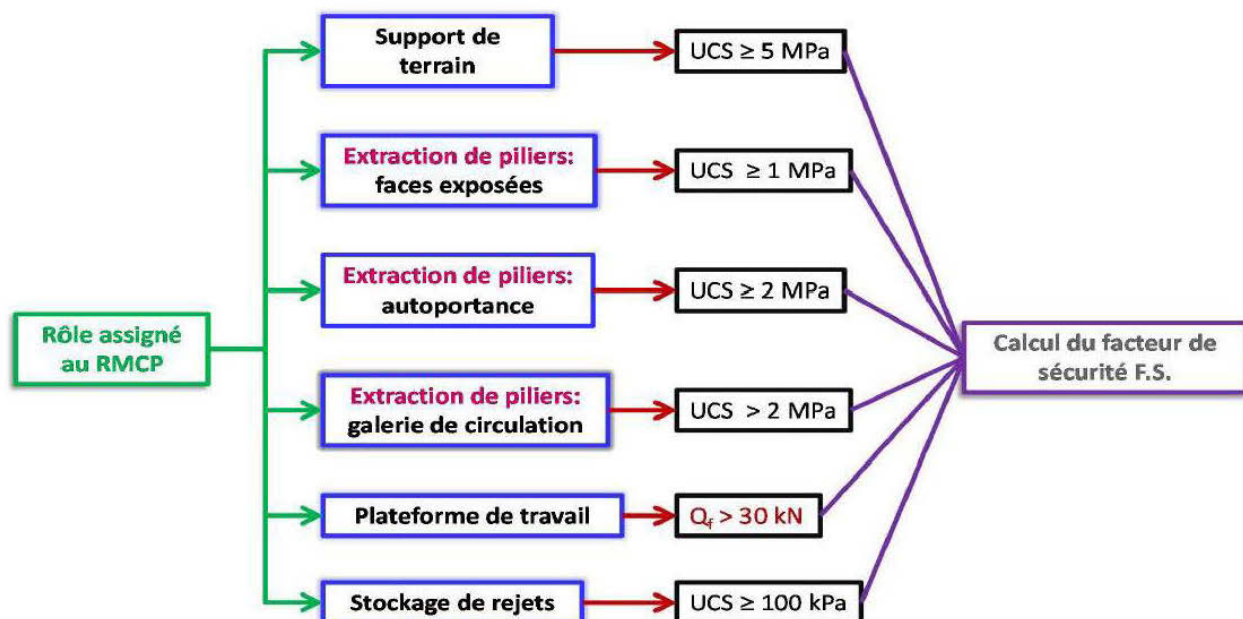 Support de
terrain
UCS ≥ 5 MPa
Extraction de piliers:
faces exposées
UCS ≥ 1 MPa
Extraction de piliers:
autoportance
UCS ≥ 2 MPa
Rôle assigné
au RMCP
Calcul du facteur de
sécurité F.S.
Extraction de piliers:
galerie de circulation
UCS > 2 MPa
Plateforme de travail
Qf > 30 kN
Stockage de rejets
UCS ≥ 100 kPa